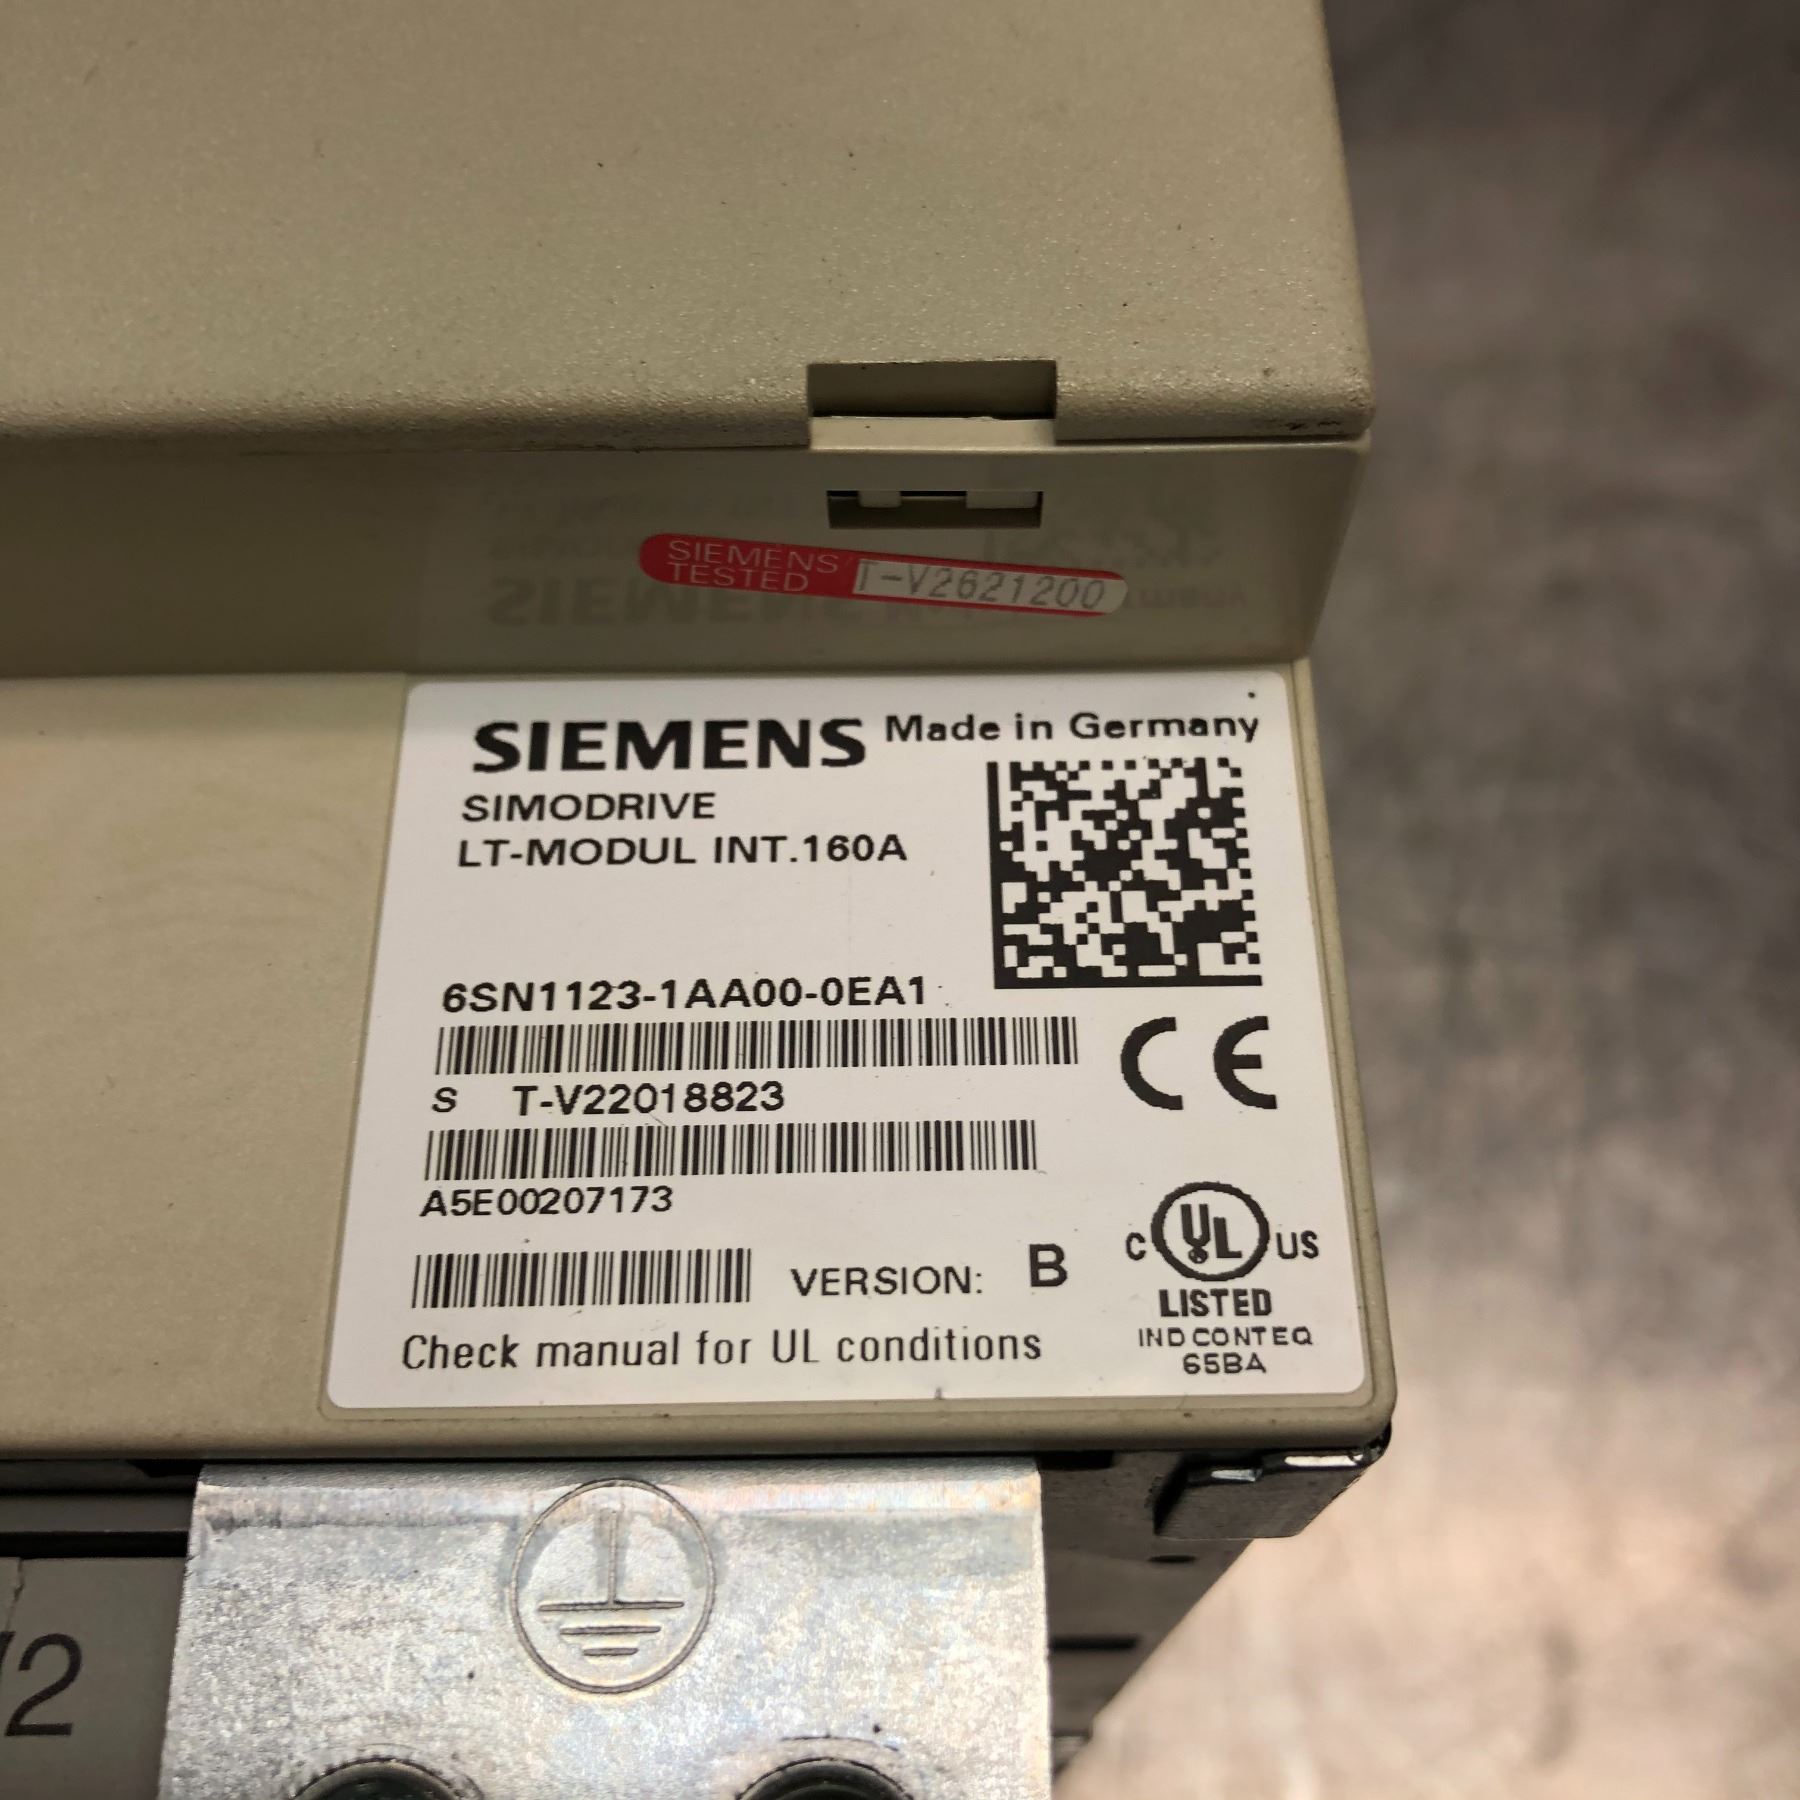 SIEMENS
TESTED
T-V2621200
SIEMENS Made in Germany
SIMODRIVE
LT-MODUL INT.160A
6SN1123-1AA00-0EA1
S T-V22018823
A5E00207173
VERSION: B
Check manual for UL conditions
CE
C UL US
LISTED
IND CONT EQ
65BA
/2